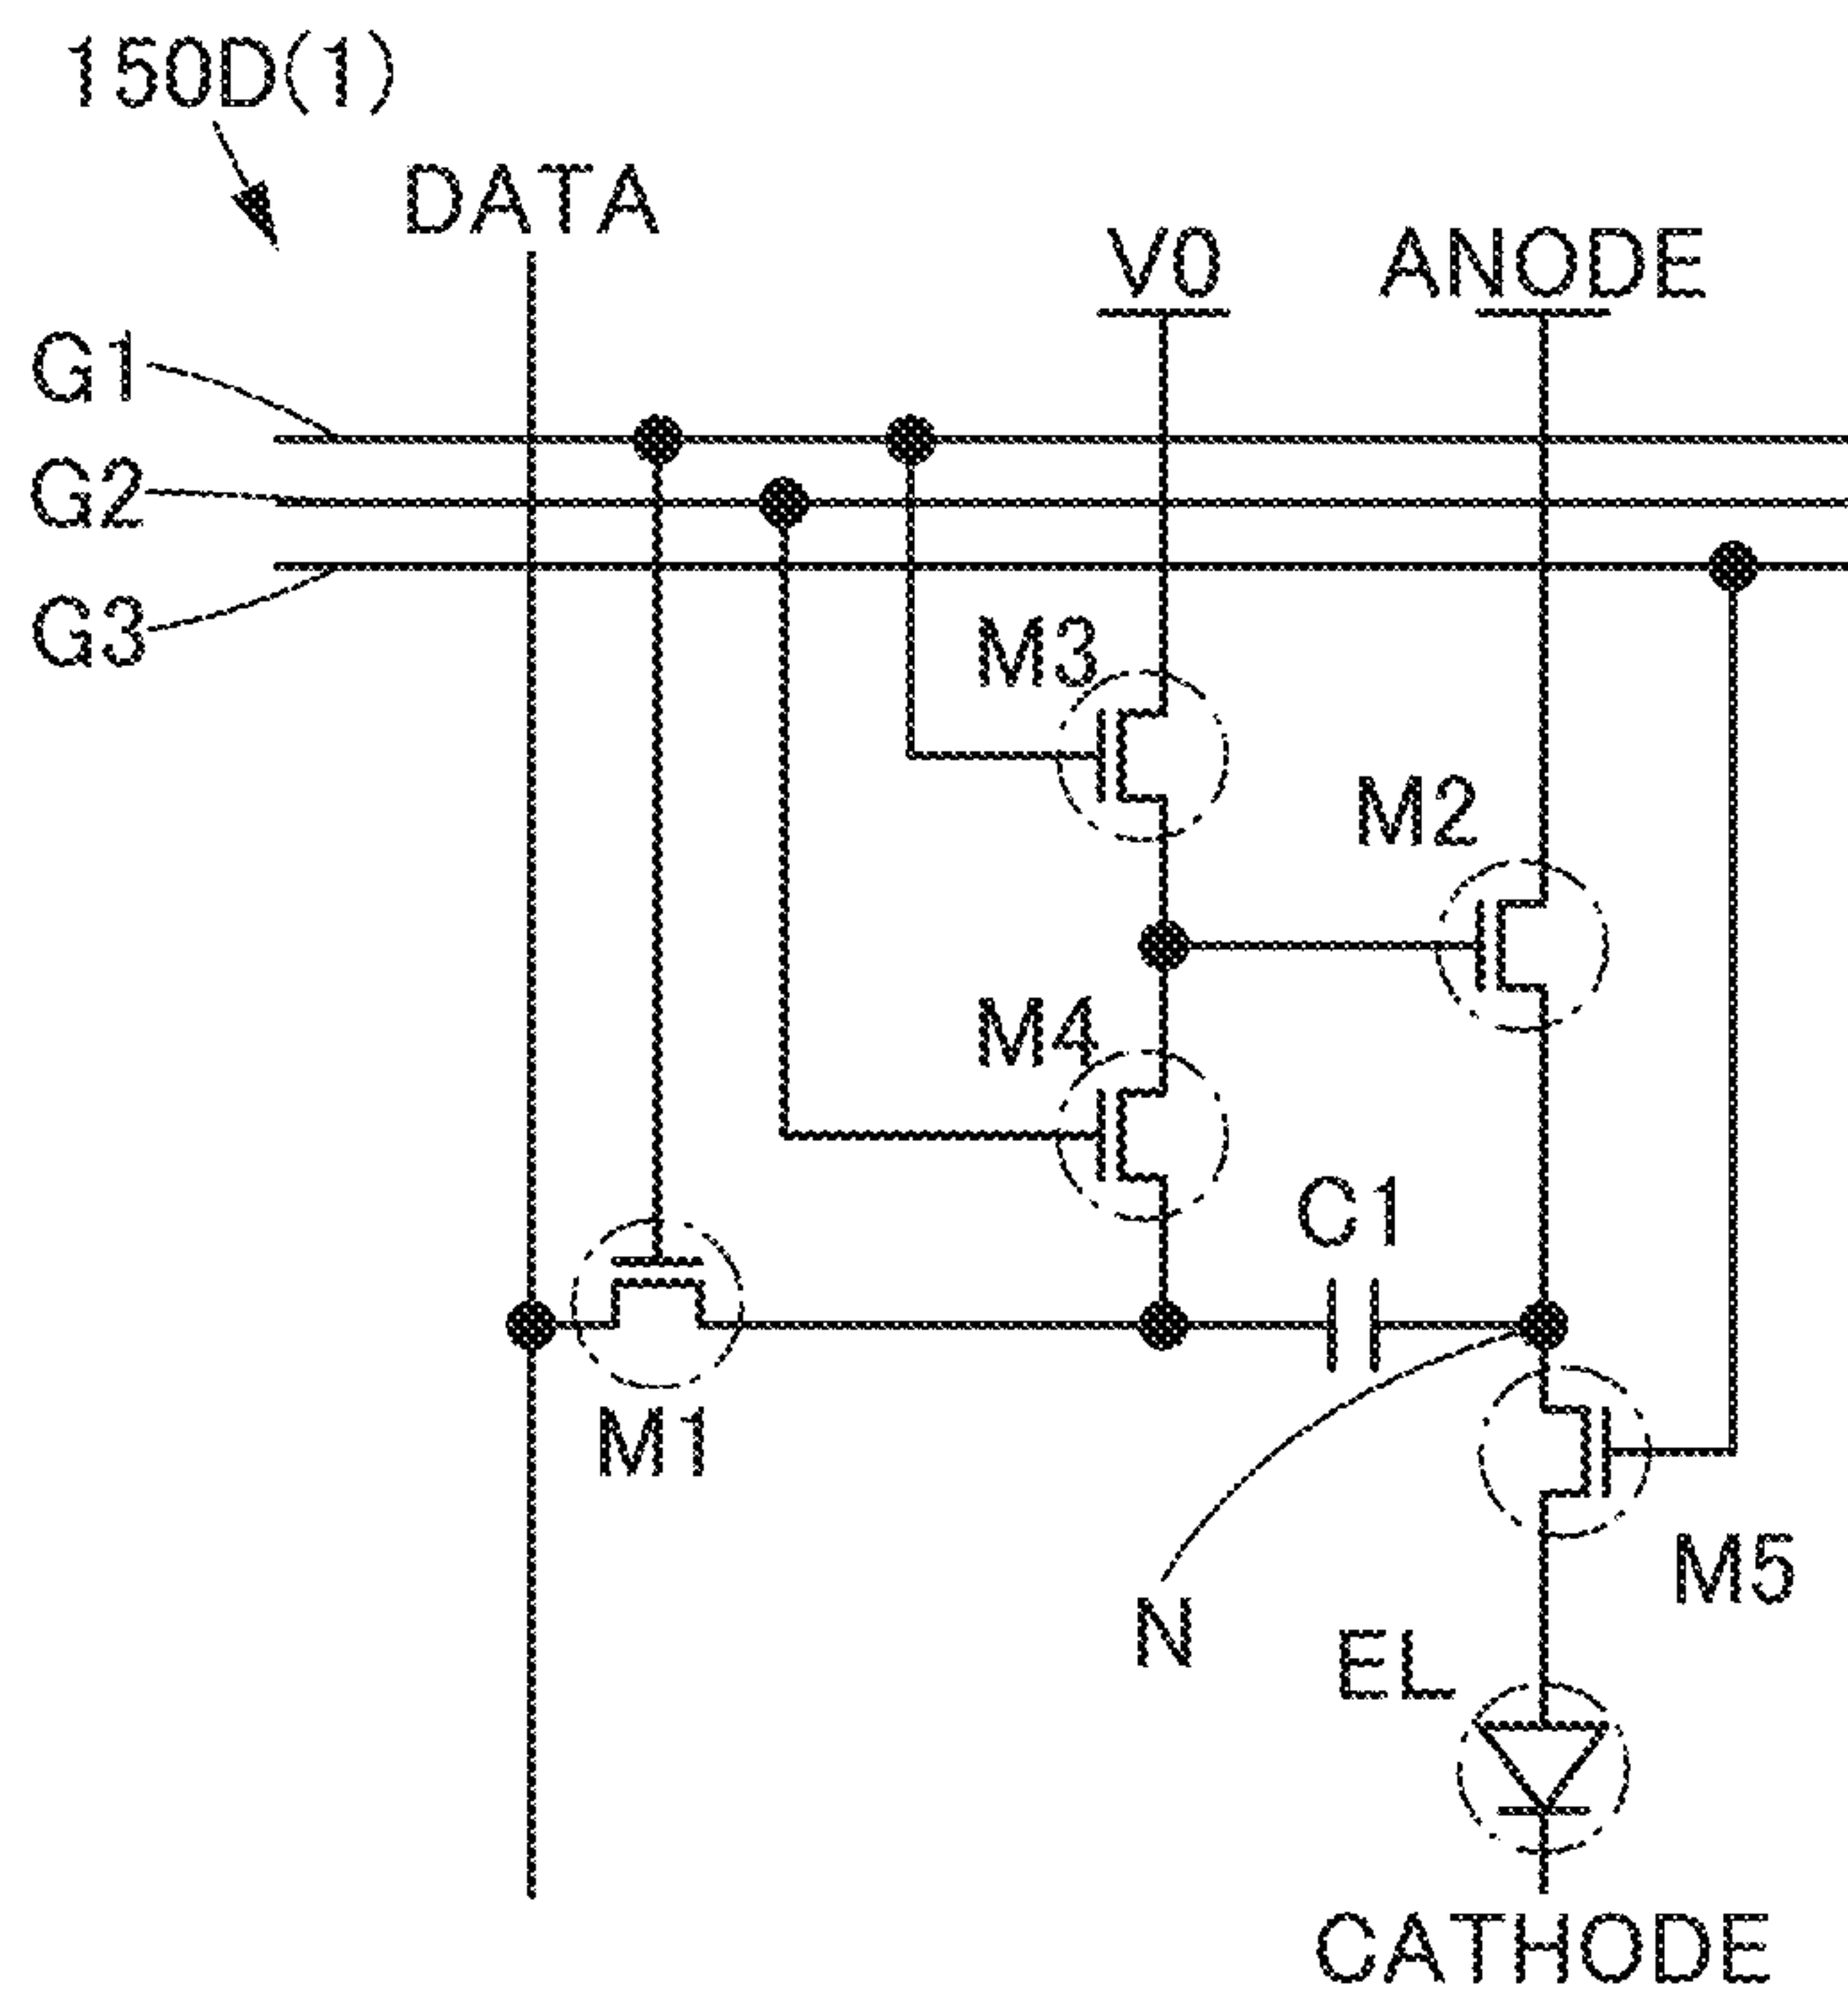 150D(1)
DATA
V0
ANODE
G1
G2
G3
M3
M2
M4
C1
M1
N
M5
EL
CATHODE